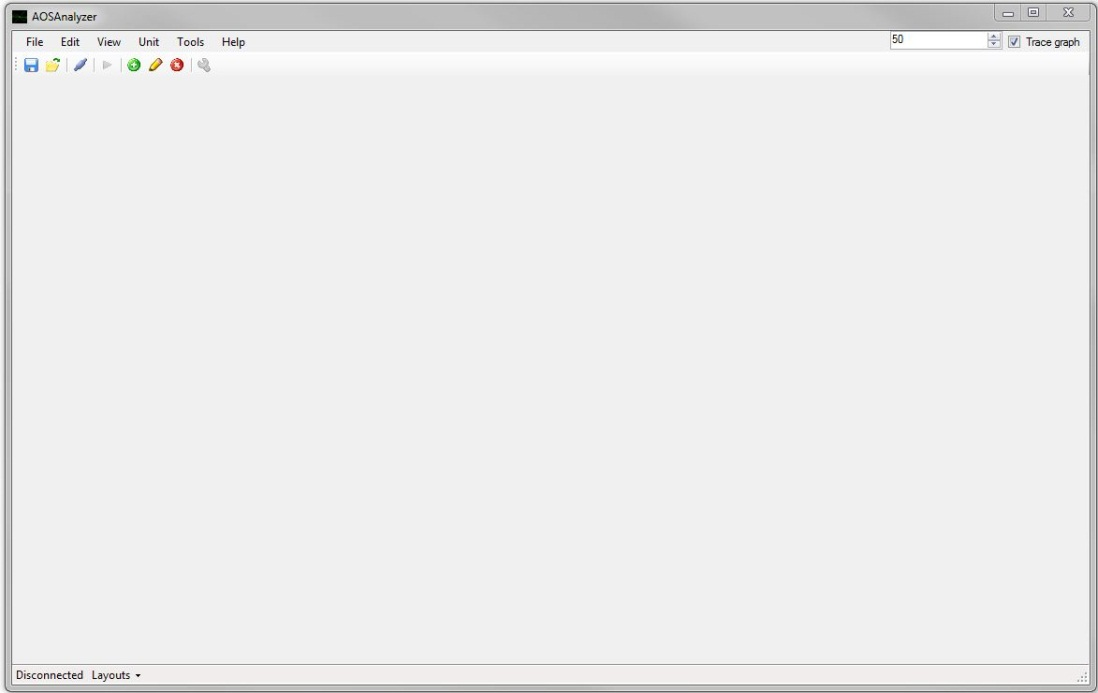 AOSAnalyzer
File Edit View Unit Tools Help 50 Trace graph
Disconnected Layouts